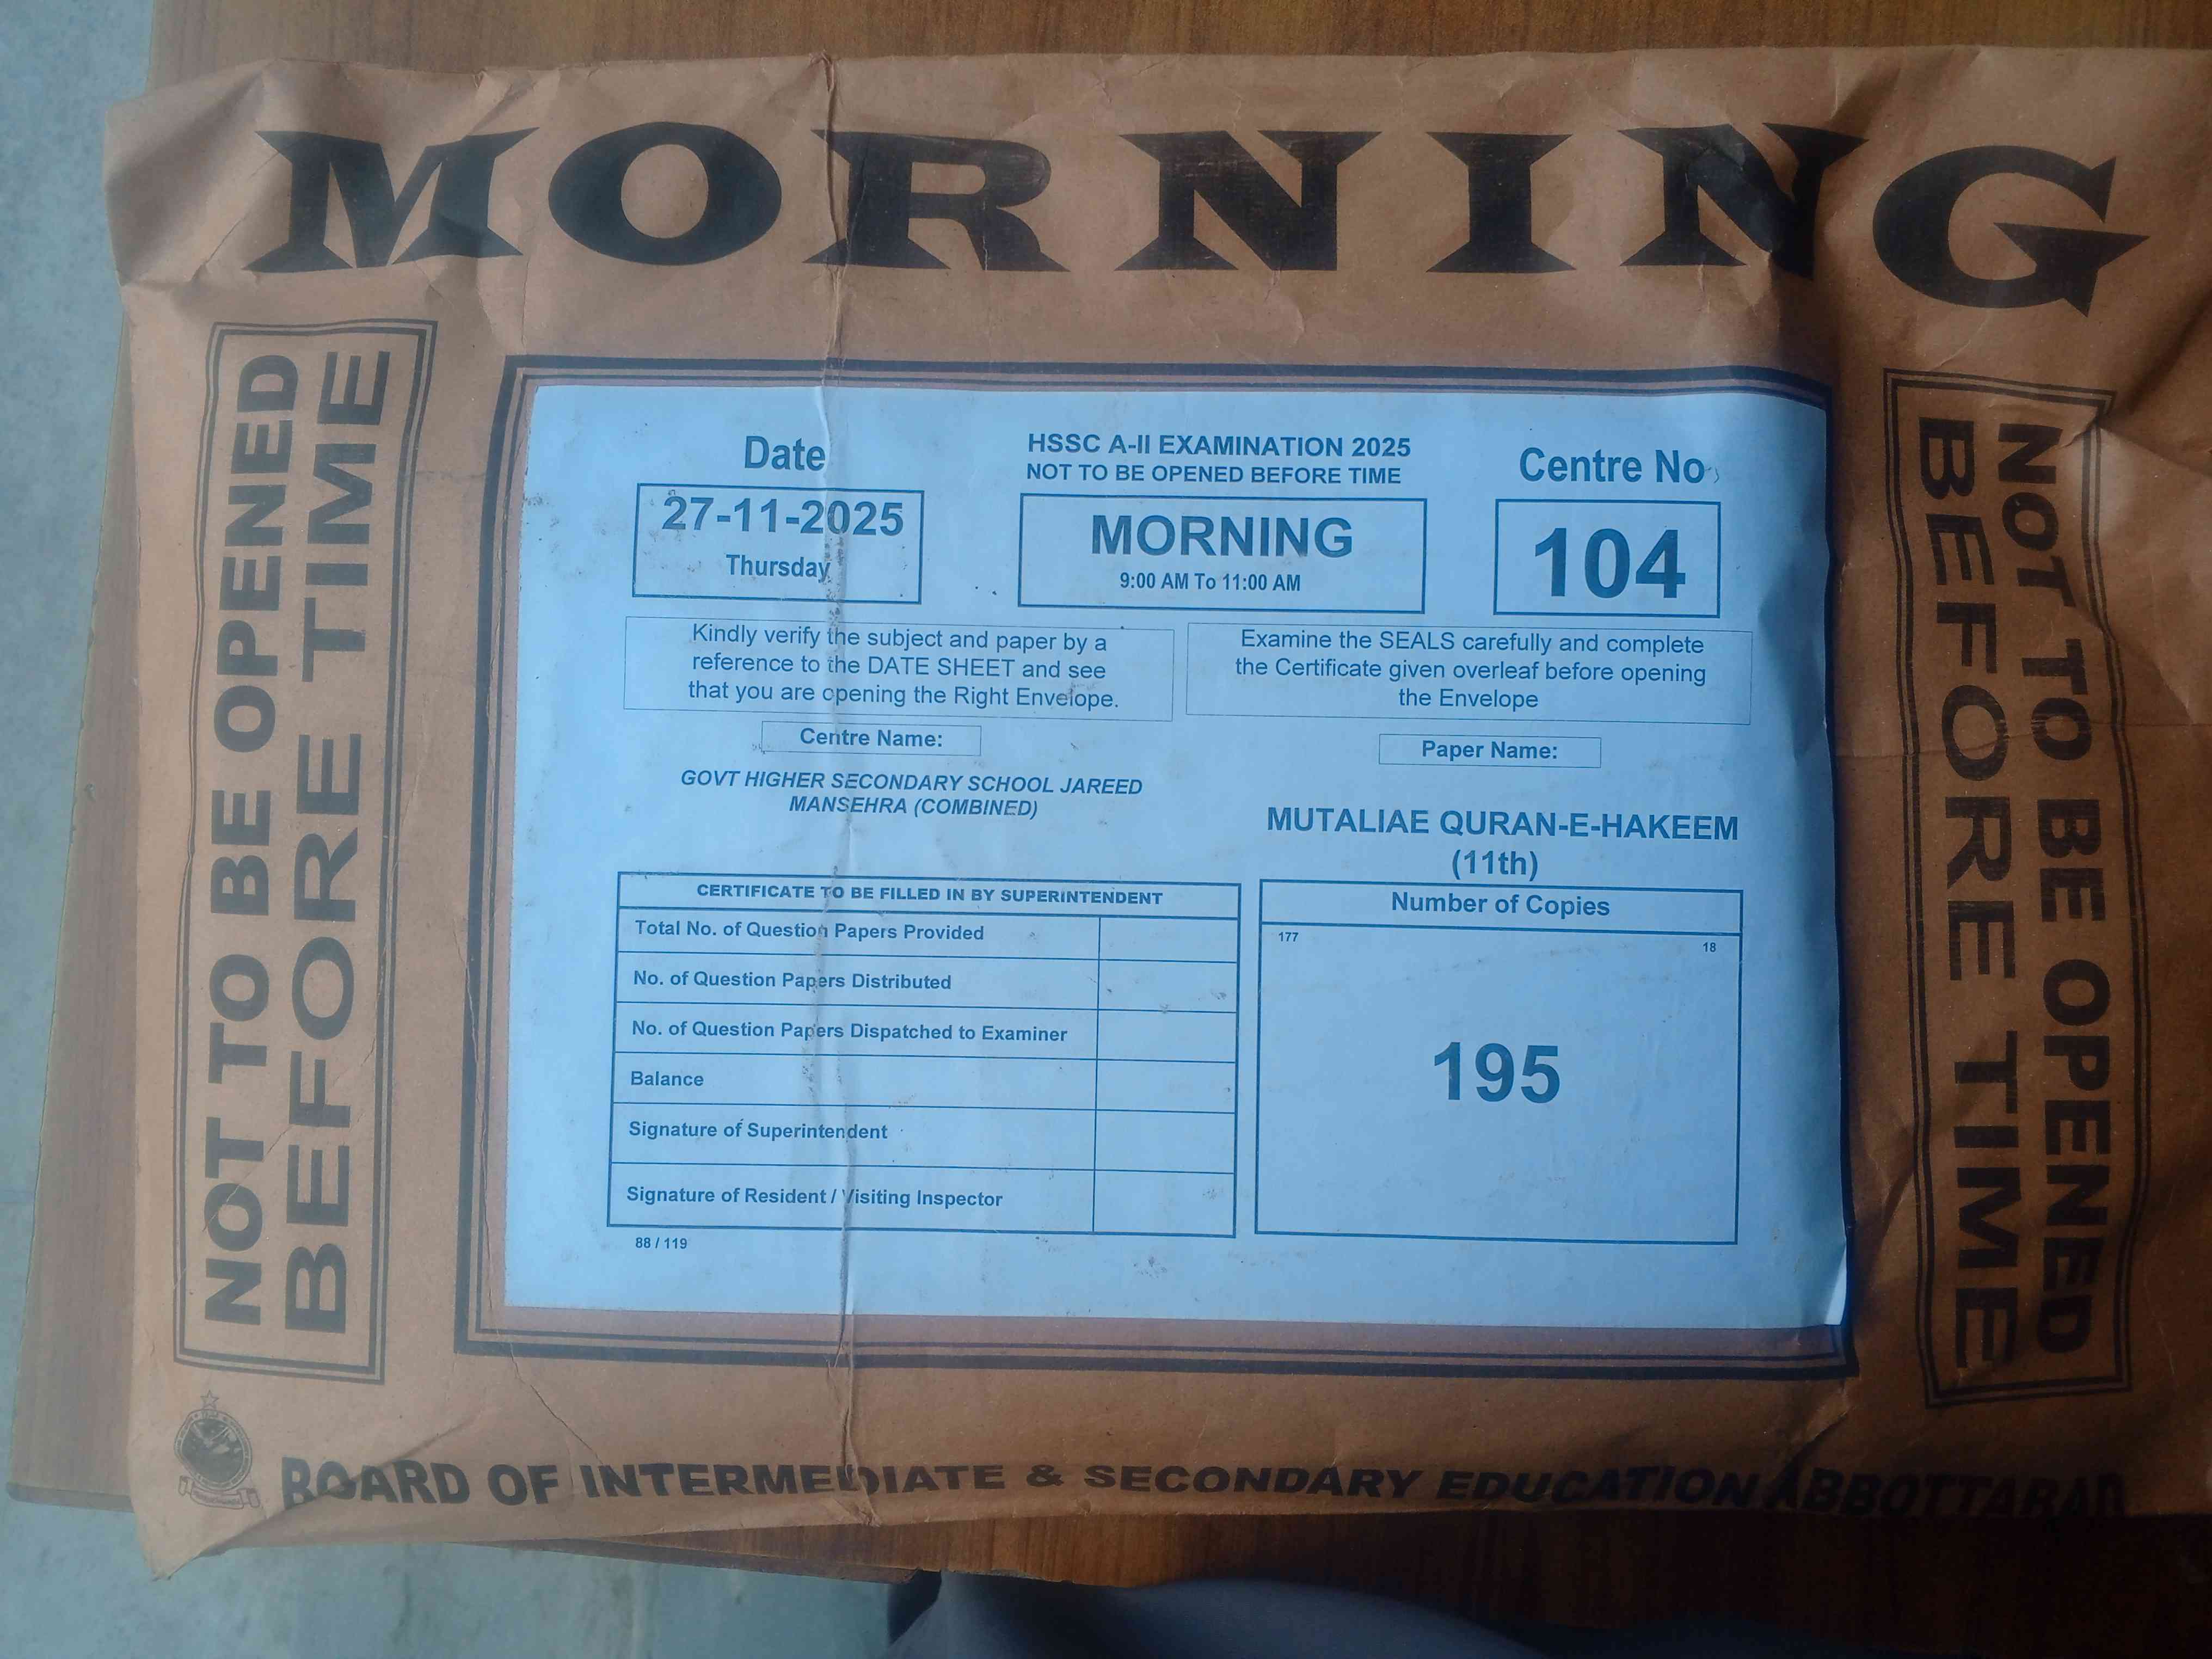 MORNING
NOT TO BE OPENED
BEFORE TIME
Date
27-11-2025
Thursday
HSSC A-II EXAMINATION 2025
NOT TO BE OPENED BEFORE TIME
MORNING
9:00 AM To 11:00 AM
Centre No
104
Kindly verify the subject and paper by a
reference to the DATE SHEET and see
that you are opening the Right Envelope.
Examine the SEALS carefully and complete
the Certificate given overleaf before opening
the Envelope
Centre Name:
GOVT HIGHER SECONDARY SCHOOL JAREED
MANSEHRA (COMBINED)
Paper Name:
MUTALIAE QURAN-E-HAKEEM
(11th)
CERTIFICATE TO BE FILLED IN BY SUPERINTENDENT
Total No. of Question Papers Provided
No. of Question Papers Distributed
No. of Question Papers Dispatched to Examiner
Balance
Signature of Superintendent
Signature of Resident / Visiting Inspector
88 / 119
Number of Copies
177 18
195
NOT TO BE OPENED
BEFORE TIME
BOARD OF INTERMEDIATE & SECONDARY EDUCATION ABBOTTABAD